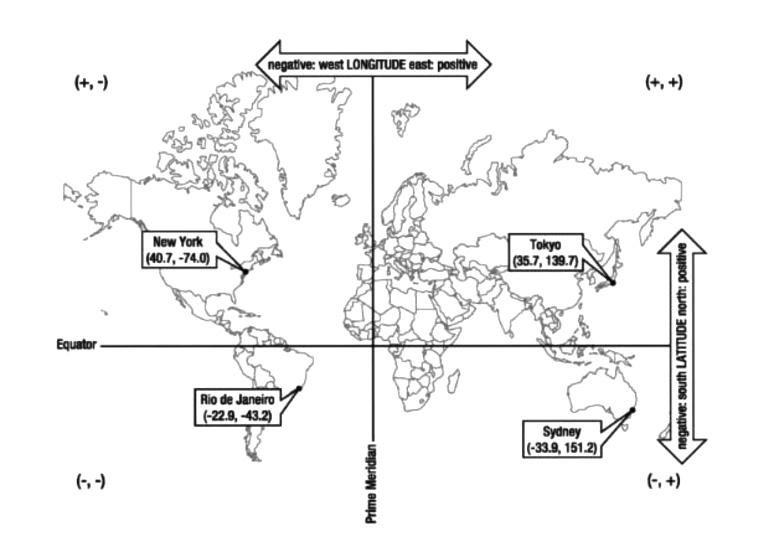 negative: west LONGITUDE east: positive
(+, -)
(+, +)
New York
(40.7, -74.0)
Tokyo
(35.7, 139.7)
negative: south LATITUDE north: positive
Equator
Rio de Janeiro
(-22.9, -43.2)
Sydney
(-33.9, 151.2)
(-, -)
(-, +)
Prime Meridian